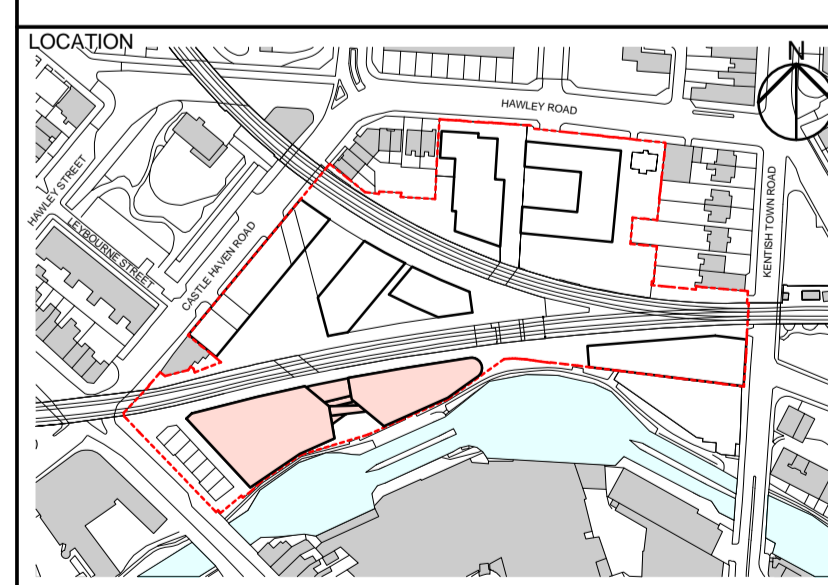 LOCATION
N
HAWLEY ROAD
HAWLEY STREET
LEYBOURNE STREET
CASTLE HAVEN ROAD
KENTISH TOWN ROAD